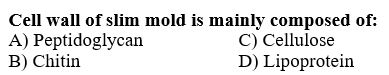 Cell wall of slim mold is mainly composed of:
A) Peptidoglycan C) Cellulose
B) Chitin D) Lipoprotein